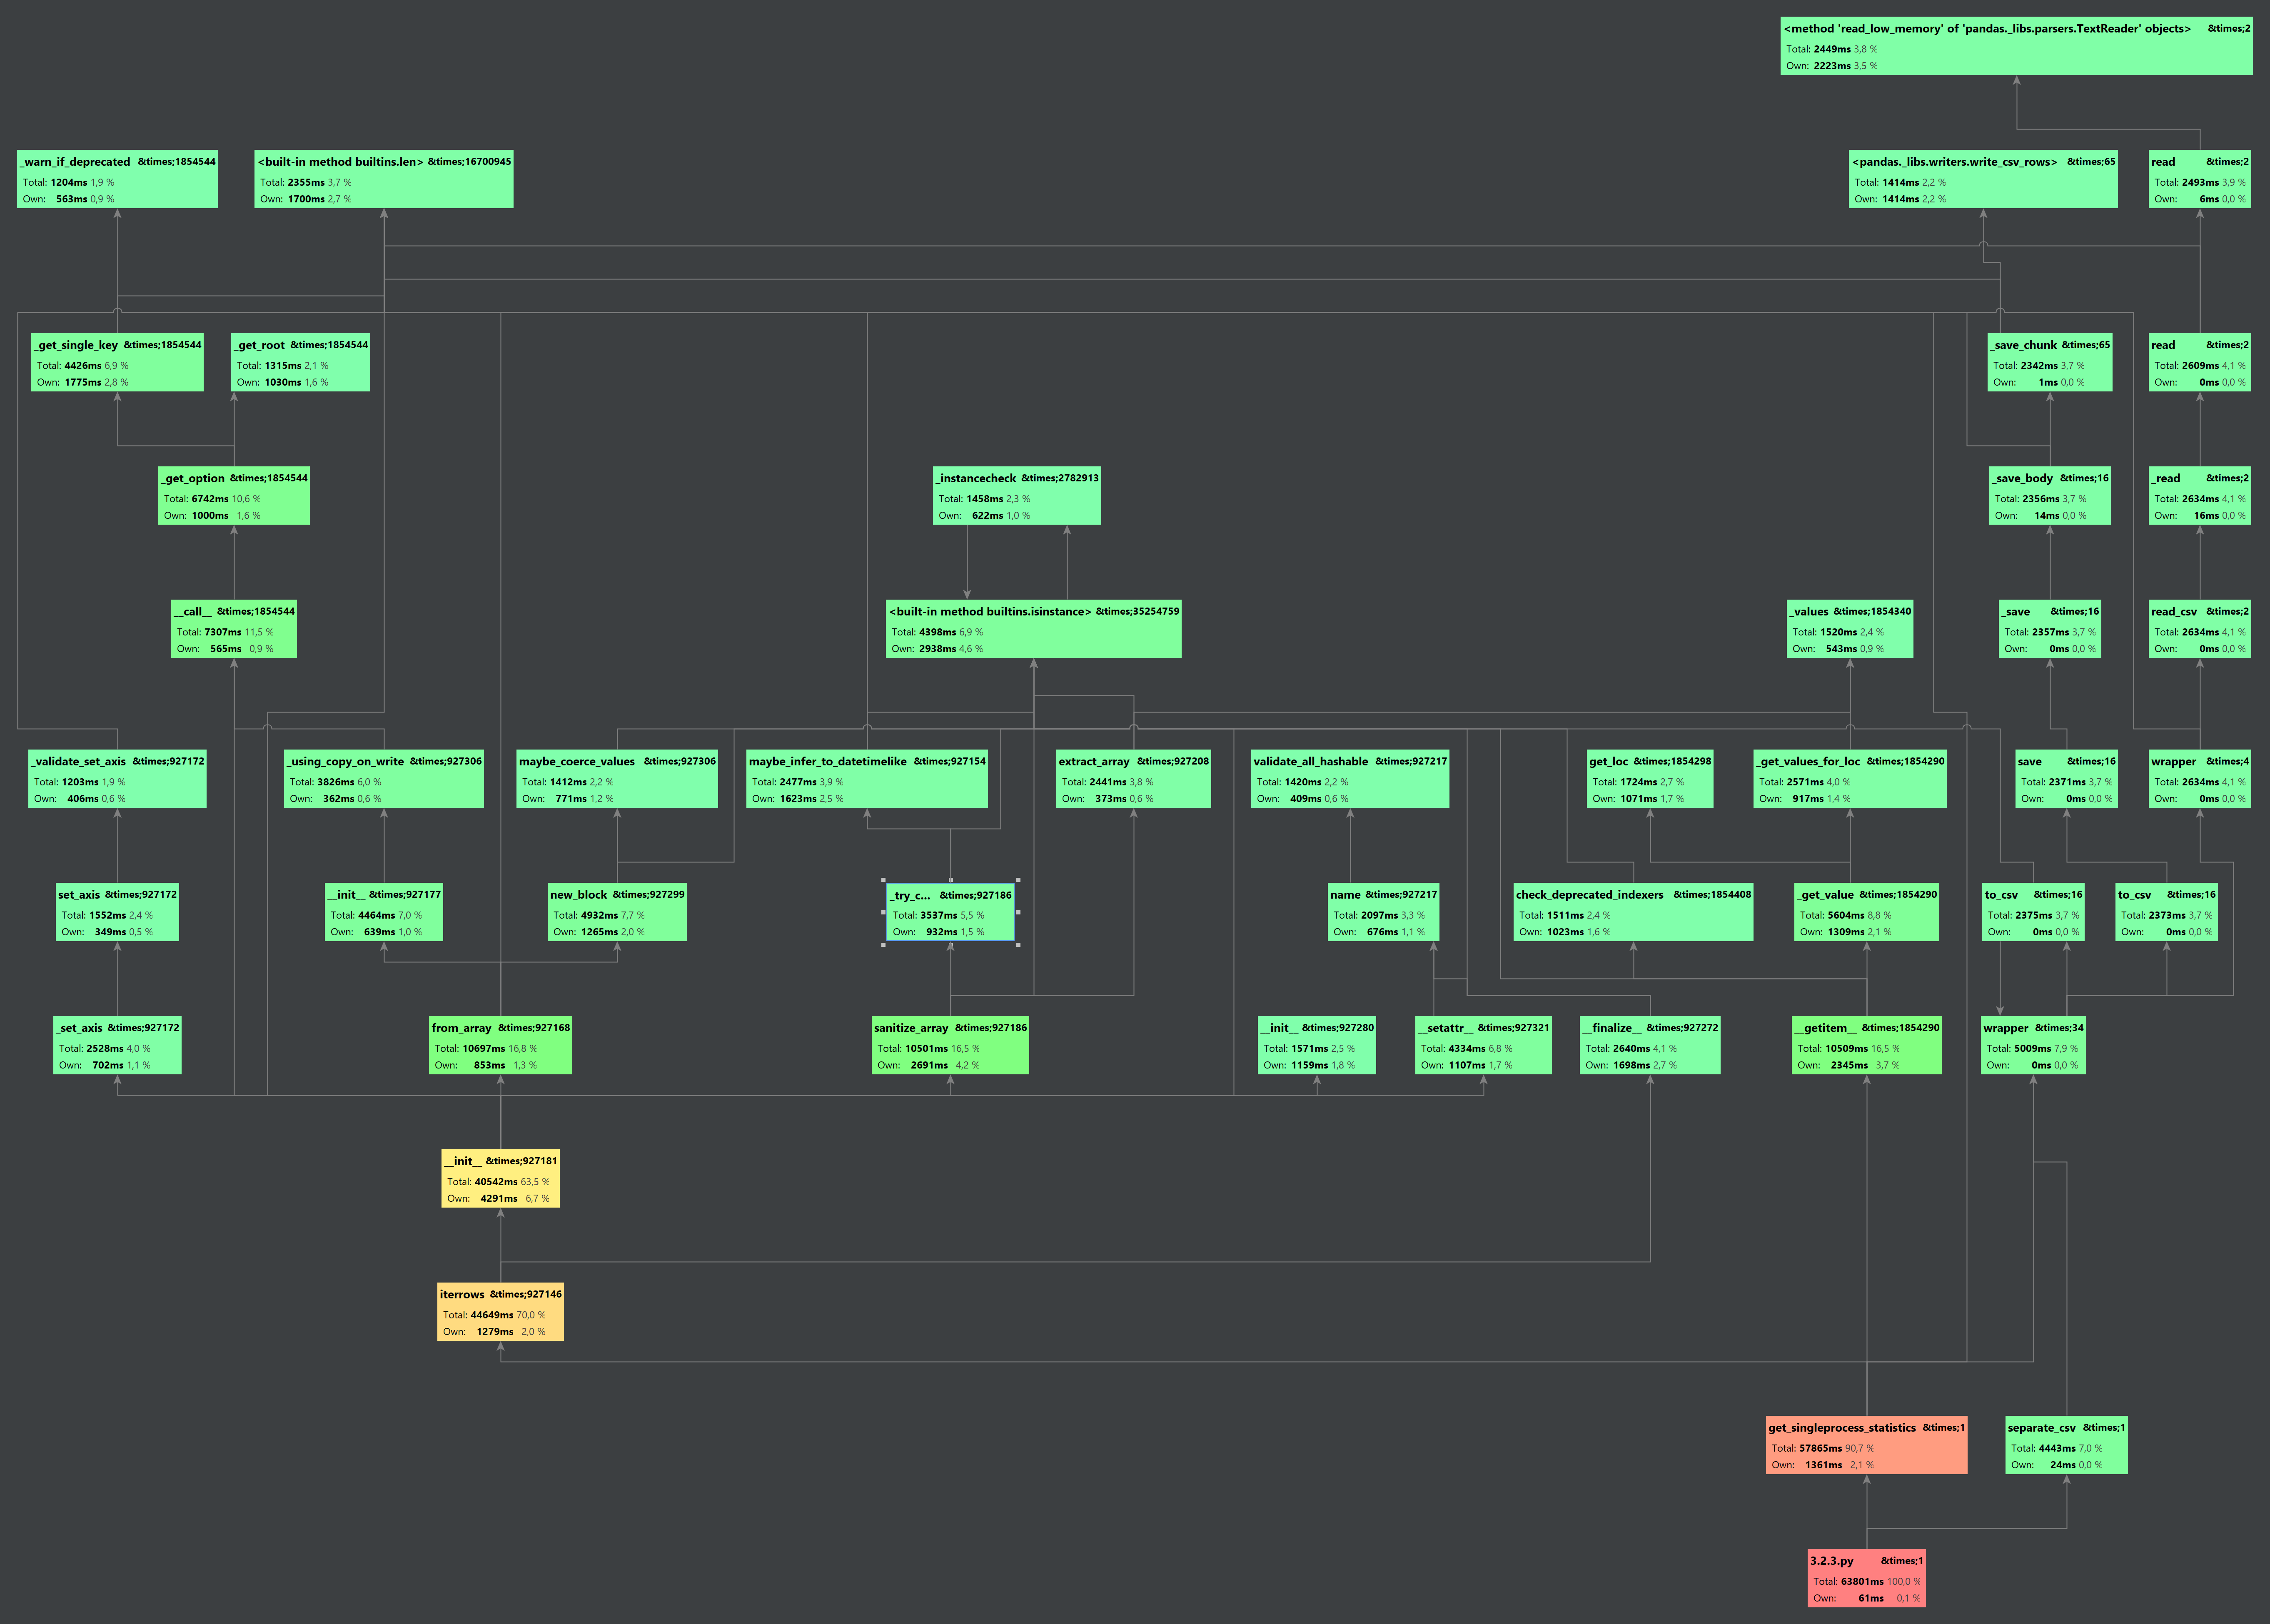 <method 'read_low_memory' of 'pandas._libs.parsers.TextReader' objects> &times;2
Total: 2449ms 3,8 %
Own: 2223ms 3,5 %
_warn_if_deprecated &times;1854544
Total: 1204ms 1,9 %
Own: 563ms 0,9 %
<built-in method builtins.len> &times;16700945
Total: 2355ms 3,7 %
Own: 1700ms 2,7 %
<pandas._libs.writers.write_csv_rows> &times;65
Total: 1414ms 2,2 %
Own: 1414ms 2,2 %
read &times;2
Total: 2493ms 3,9 %
Own: 6ms 0,0 %
_get_single_key &times;1854544
Total: 4426ms 6,9 %
Own: 1775ms 2,8 %
_get_root &times;1854544
Total: 1315ms 2,1 %
Own: 1030ms 1,6 %
_save_chunk &times;65
Total: 2342ms 3,7 %
Own: 1ms 0,0 %
read &times;2
Total: 2609ms 4,1 %
Own: 0ms 0,0 %
_get_option &times;1854544
Total: 6742ms 10,6 %
Own: 1000ms 1,6 %
_instancecheck &times;2782913
Total: 1458ms 2,3 %
Own: 622ms 1,0 %
_save_body &times;16
Total: 2356ms 3,7 %
Own: 14ms 0,0 %
_read &times;2
Total: 2634ms 4,1 %
Own: 16ms 0,0 %
__call__ &times;1854544
Total: 7307ms 11,5 %
Own: 565ms 0,9 %
<built-in method builtins.isinstance> &times;35254759
Total: 4398ms 6,9 %
Own: 2938ms 4,6 %
_values &times;1854340
Total: 1520ms 2,4 %
Own: 543ms 0,9 %
_save &times;16
Total: 2357ms 3,7 %
Own: 0ms 0,0 %
read_csv &times;2
Total: 2634ms 4,1 %
Own: 0ms 0,0 %
_validate_set_axis &times;927172
Total: 1203ms 1,9 %
Own: 406ms 0,6 %
_using_copy_on_write &times;927306
Total: 3826ms 6,0 %
Own: 362ms 0,6 %
maybe_coerce_values &times;927306
Total: 1412ms 2,2 %
Own: 771ms 1,2 %
maybe_infer_to_datetimelike &times;927154
Total: 2477ms 3,9 %
Own: 1623ms 2,5 %
extract_array &times;927208
Total: 2441ms 3,8 %
Own: 373ms 0,6 %
validate_all_hashable &times;927217
Total: 1420ms 2,2 %
Own: 409ms 0,6 %
get_loc &times;1854298
Total: 1724ms 2,7 %
Own: 1071ms 1,7 %
_get_values_for_loc &times;1854290
Total: 2571ms 4,0 %
Own: 917ms 1,4 %
save &times;16
Total: 2371ms 3,7 %
Own: 0ms 0,0 %
wrapper &times;4
Total: 2634ms 4,1 %
Own: 0ms 0,0 %
set_axis &times;927172
Total: 1552ms 2,4 %
Own: 349ms 0,5 %
__init__ &times;927177
Total: 4464ms 7,0 %
Own: 639ms 1,0 %
new_block &times;927299
Total: 4932ms 7,7 %
Own: 1265ms 2,0 %
_try_c... &times;927186
Total: 3537ms 5,5 %
Own: 932ms 1,5 %
name &times;927217
Total: 2097ms 3,3 %
Own: 676ms 1,1 %
check_deprecated_indexers &times;1854408
Total: 1511ms 2,4 %
Own: 1023ms 1,6 %
_get_value &times;1854290
Total: 5604ms 8,8 %
Own: 1309ms 2,1 %
to_csv &times;16
Total: 2375ms 3,7 %
Own: 0ms 0,0 %
to_csv &times;16
Total: 2373ms 3,7 %
Own: 0ms 0,0 %
_set_axis &times;927172
Total: 2528ms 4,0 %
Own: 702ms 1,1 %
from_array &times;927168
Total: 10697ms 16,8 %
Own: 853ms 1,3 %
sanitize_array &times;927186
Total: 10501ms 16,5 %
Own: 2691ms 4,2 %
__init__ &times;927280
Total: 1571ms 2,5 %
Own: 1159ms 1,8 %
__setattr__ &times;927321
Total: 4334ms 6,8 %
Own: 1107ms 1,7 %
__finalize__ &times;927272
Total: 2640ms 4,1 %
Own: 1698ms 2,7 %
__getitem__ &times;1854290
Total: 10509ms 16,5 %
Own: 2345ms 3,7 %
wrapper &times;34
Total: 5009ms 7,9 %
Own: 0ms 0,0 %
__init__ &times;927181
Total: 40542ms 63,5 %
Own: 4291ms 6,7 %
iterrows &times;927146
Total: 44649ms 70,0 %
Own: 1279ms 2,0 %
get_singleprocess_statistics &times;1
Total: 57865ms 90,7 %
Own: 1361ms 2,1 %
separate_csv &times;1
Total: 4443ms 7,0 %
Own: 24ms 0,0 %
3.2.3.py &times;1
Total: 63801ms 100,0 %
Own: 61ms 0,1 %